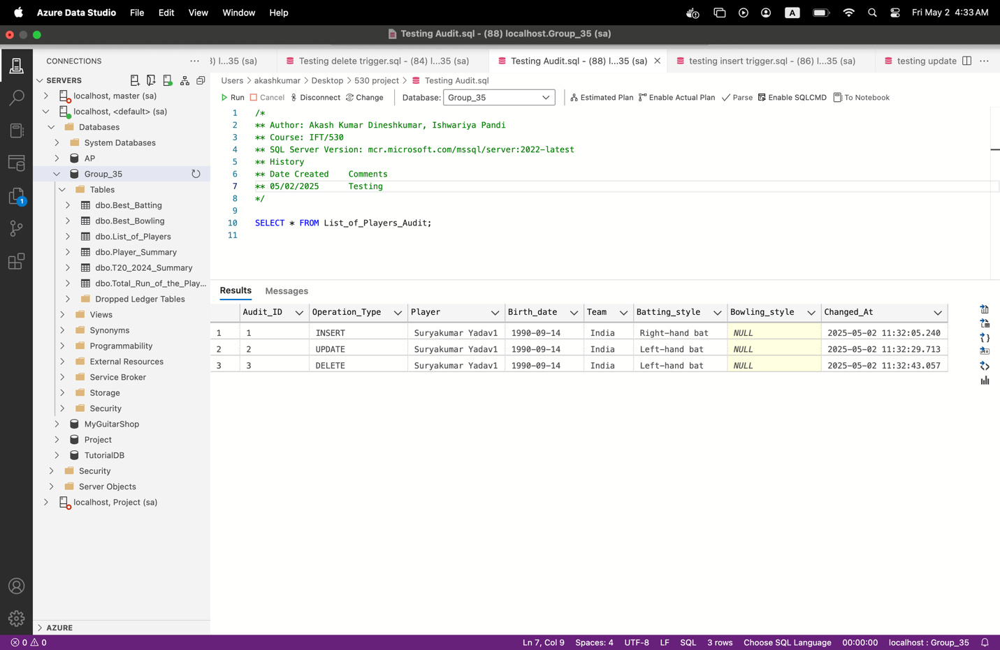 Azure Data Studio File Edit View Window Help A Fri May 2 4:33 AM
Testing Audit.sql - (88) localhost.Group_35 (sa)
CONNECTIONS ···
3) l...35 (sa) Testing delete trigger.sql - (84) l...35 (sa) Testing Audit.sql - (88) l...35 (sa) testing insert trigger.sql - (86) l...35 (sa) testing update ···
Users > akashkumar > Desktop > 530 project > Testing Audit.sql
Run Cancel Disconnect Change Database: Group_35 Estimated Plan Enable Actual Plan Parse Enable SQLCMD To Notebook
SERVERS
localhost, master (sa)
localhost, <default> (sa)
Databases
System Databases
AP
Group_35
Tables
dbo.Best_Batting
dbo.Best_Bowling
dbo.List_of_Players
dbo.Player_Summary
dbo.T20_2024_Summary
dbo.Total_Run_of_the_Play...
Dropped Ledger Tables
Views
Synonyms
Programmability
External Resources
Service Broker
Storage
Security
MyGuitarShop
Project
TutorialDB
Security
Server Objects
localhost, Project (sa)
AZURE
1
1 /*
2 ** Author: Akash Kumar Dineshkumar, Ishwariya Pandi
3 ** Course: IFT/530
4 ** SQL Server Version: mcr.microsoft.com/mssql/server:2022-latest
5 ** History
6 ** Date Created Comments
7 ** 05/02/2025 Testing
8 */
9
10 SELECT * FROM List_of_Players_Audit;
11
Results Messages
Audit_ID Operation_Type Player Birth_date Team Batting_style Bowling_style Changed_At
1 1 INSERT Suryakumar Yadav1 1990-09-14 India Right-hand bat NULL 2025-05-02 11:32:05.240
2 2 UPDATE Suryakumar Yadav1 1990-09-14 India Left-hand bat NULL 2025-05-02 11:32:29.713
3 3 DELETE Suryakumar Yadav1 1990-09-14 India Left-hand bat NULL 2025-05-02 11:32:43.057
0 0 Ln 7, Col 9 Spaces: 4 UTF-8 LF SQL 3 rows Choose SQL Language 00:00:00 localhost : Group_35